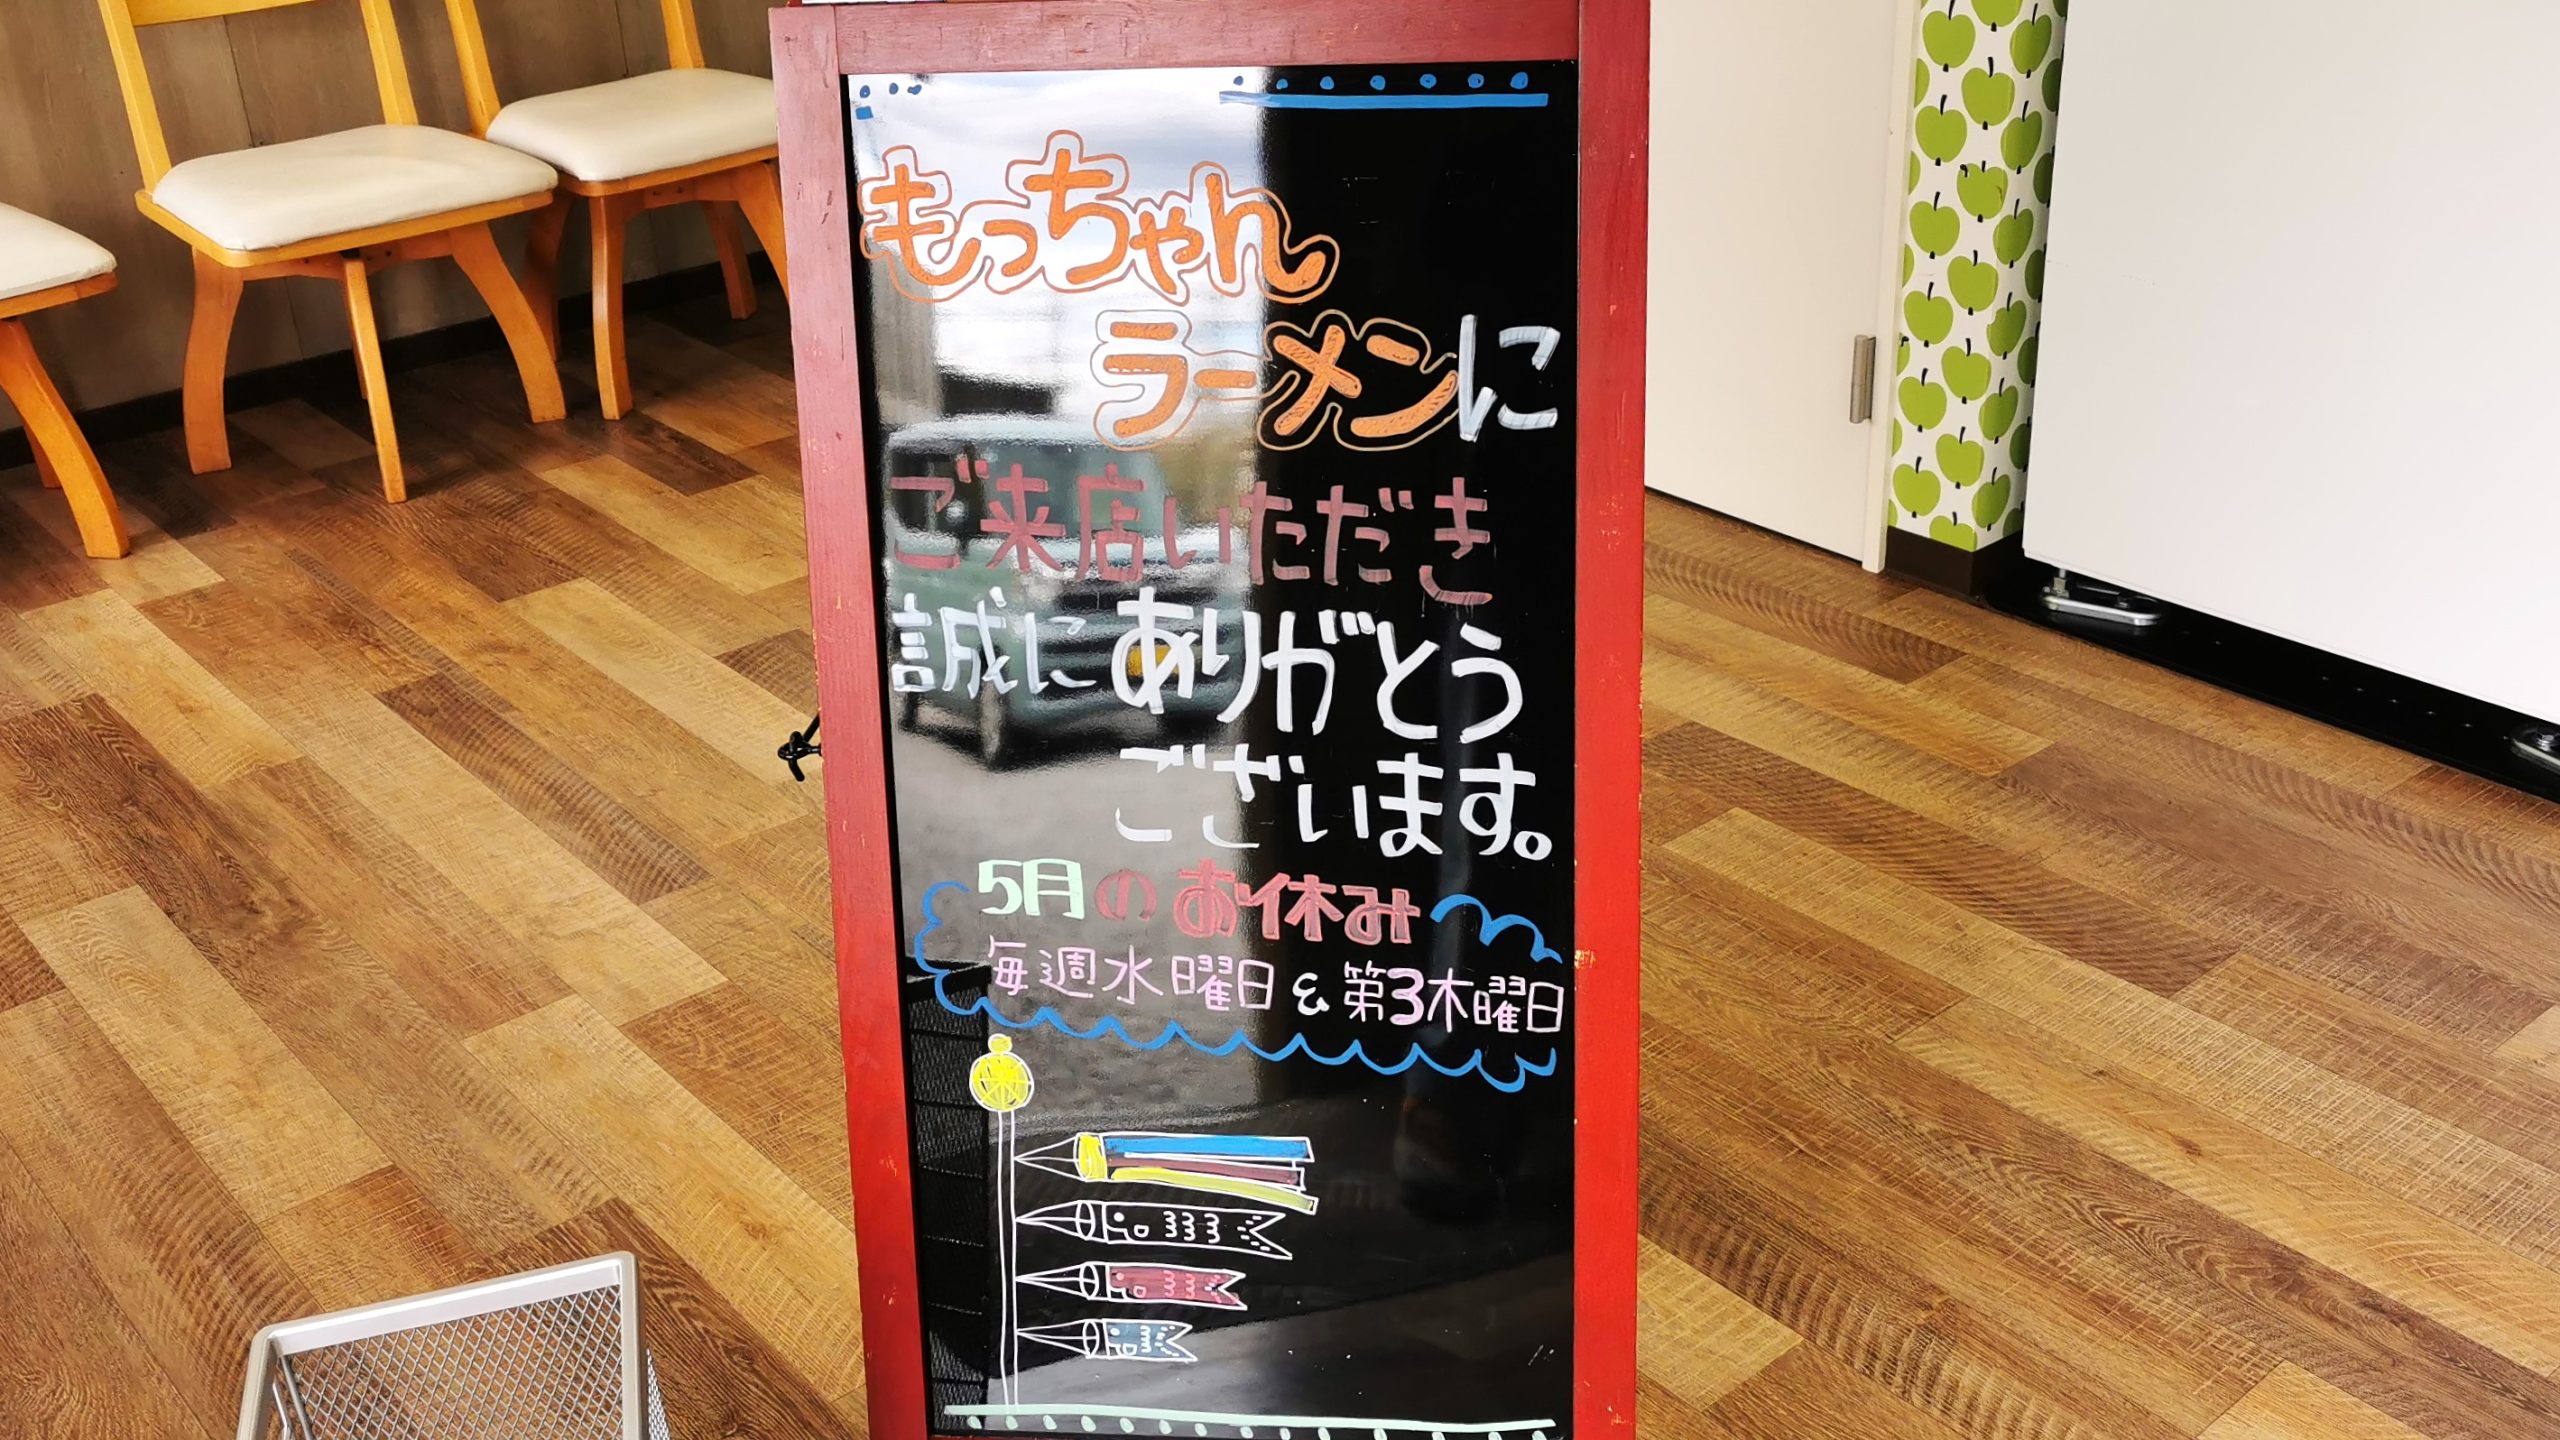 もっちゃん
ラーメンに
ご来店いただき
誠にありがとう
ございます。
5月のお休み
毎週水曜日&第3木曜日